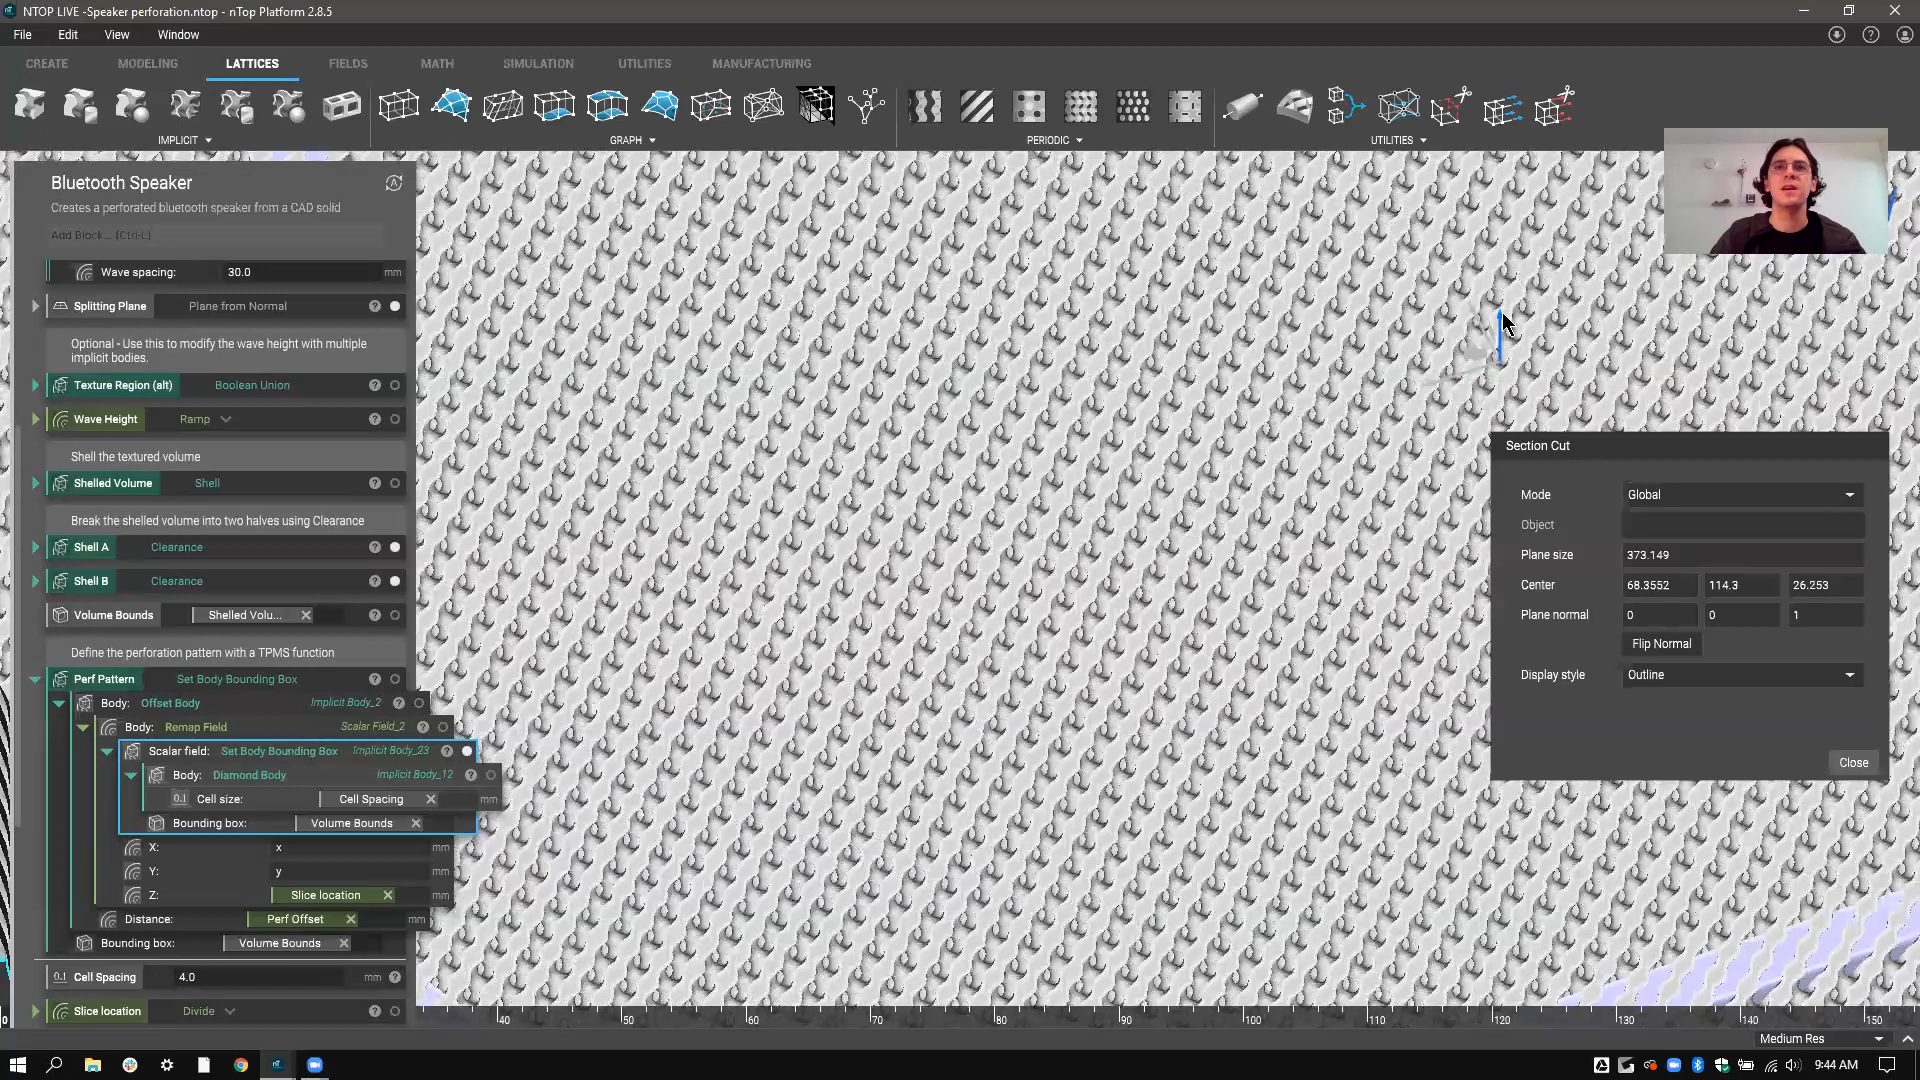 NTOP LIVE -Speaker perforation.ntop - nTop Platform 2.8.5
File Edit View Window
CREATE MODELING LATTICES FIELDS MATH SIMULATION UTILITIES MANUFACTURING
IMPLICIT GRAPH PERIODIC UTILITIES
Bluetooth Speaker
Creates a perforated bluetooth speaker from a CAD solid
Add Block... (Ctrl-L)
Wave spacing: 30.0 mm
Splitting Plane Plane from Normal
Optional - Use this to modify the wave height with multiple
implicit bodies.
Texture Region (alt) Boolean Union
Wave Height Ramp
Shell the textured volume
Shelled Volume Shell
Break the shelled volume into two halves using Clearance
Shell A Clearance
Shell B Clearance
Volume Bounds Shelled Volu...
Define the perforation pattern with a TPMS function
Perf Pattern Set Body Bounding Box
Body: Offset Body Implicit Body_2
Body: Remap Field Scalar Field_2
Scalar field: Set Body Bounding Box Implicit Body_23
Body: Diamond Body Implicit Body_12
0.1 Cell size: Cell Spacing mm
Bounding box: Volume Bounds
X: x mm
Y: y mm
Z: Slice location mm
Distance: Perf Offset mm
Bounding box: Volume Bounds
0.1 Cell Spacing 4.0 mm
Slice location Divide
Section Cut
Mode Global
Object
Plane size 373.149
Center 68.3552 114.3 26.253
Plane normal 0 0 1
Flip Normal
Display style Outline
Close
0 40 50 60 70 80 90 100 110 120 130 140 150
Medium Res
9:44 AM